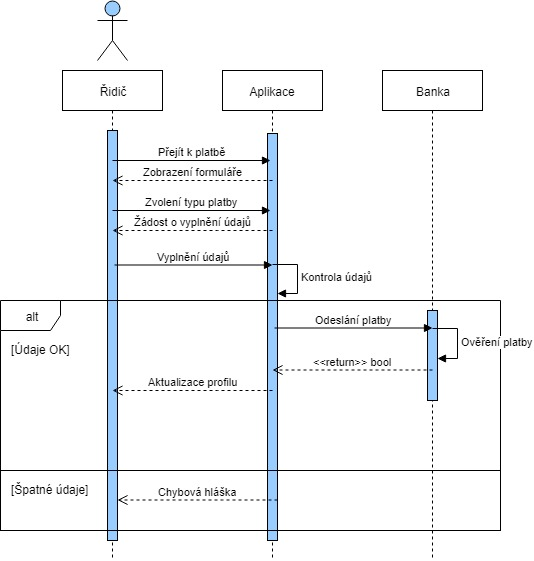 Řidič
Aplikace
Banka
Přejít k platbě
Zobrazení formuláře
Zvolení typu platby
Žádost o vyplnění údajů
Vyplnění údajů
Kontrola údajů
alt
Odeslání platby
Ověření platby
[Údaje OK]
<<return>> bool
Aktualizace profilu
[Špatné údaje]
Chybová hláška